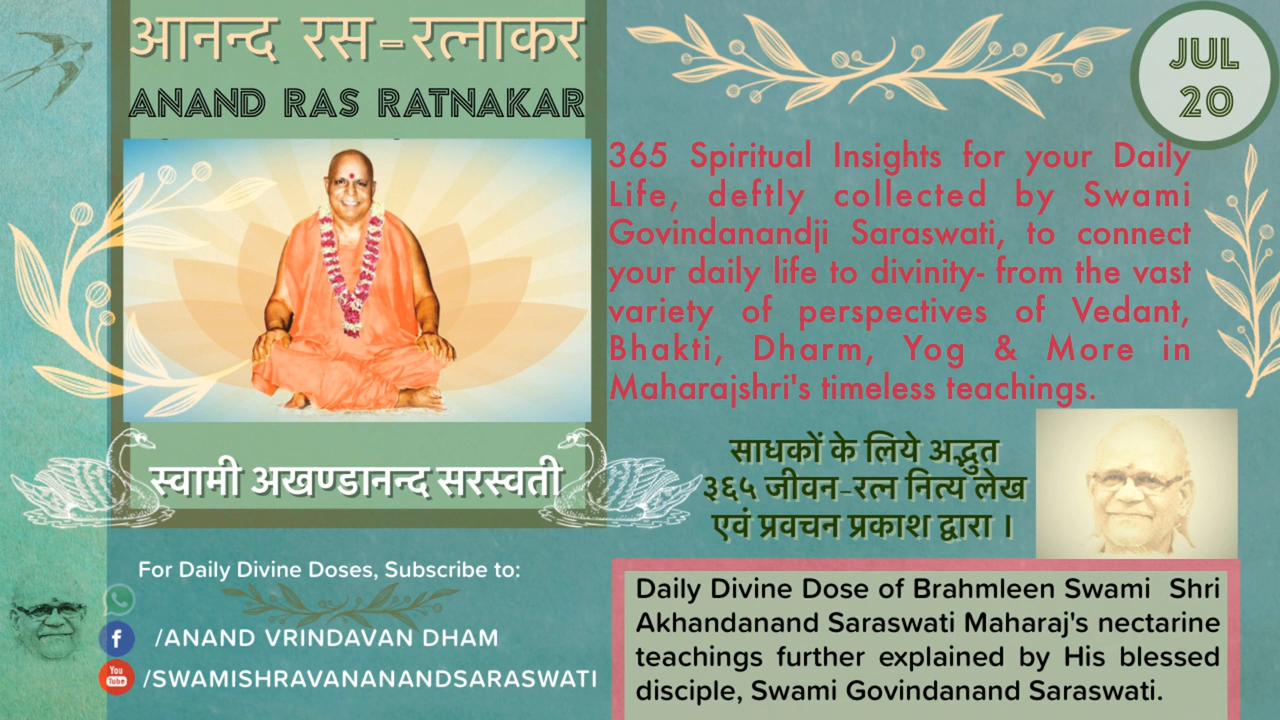 आनन्द रस-रत्नाकर
ANAND RAS RATNAKAR
स्वामी अखण्डानन्द सरस्वती
For Daily Divine Doses, Subscribe to:
f /ANAND VRINDAVAN DHAM
You Tube /SWAMISHRAVANANANDSARASWATI
JUL
20
365 Spiritual Insights for your Daily
Life, deftly collected by Swami
Govindanandji Saraswati, to connect
your daily life to divinity- from the vast
variety of perspectives of Vedant,
Bhakti, Dharm, Yog & More in
Maharajshri's timeless teachings.
साधकों के लिये अद्भुत
३६५ जीवन-रत्न नित्य लेख
एवं प्रवचन प्रकाश द्वारा ।
Daily Divine Dose of Brahmleen Swami Shri
Akhandanand Saraswati Maharaj's nectarine
teachings further explained by His blessed
disciple, Swami Govindanand Saraswati.